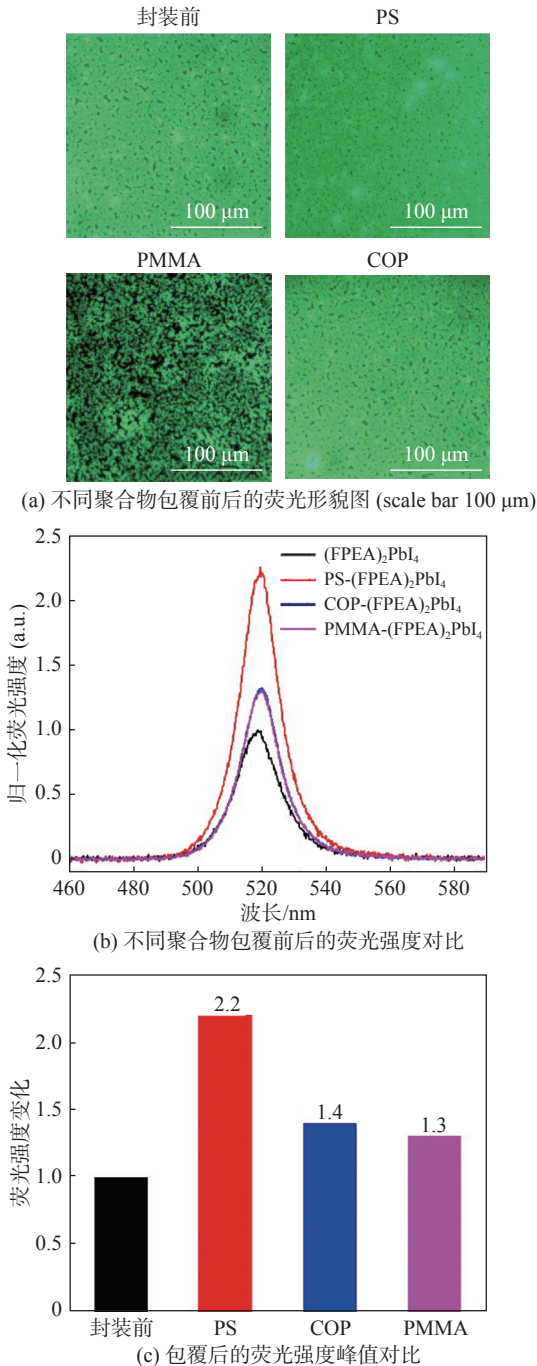 封装前 PS
100 μm 100 μm
PMMA COP
100 μm 100 μm
(a) 不同聚合物包覆前后的荧光形貌图 (scale bar 100 μm)
2.5
2.0
1.5
1.0
0.5
0
归一化荧光强度 (a.u.)
(FPEA)₂PbI₄
PS-(FPEA)₂PbI₄
COP-(FPEA)₂PbI₄
PMMA-(FPEA)₂PbI₄
460 480 500 520 540 560 580
波长/nm
(b) 不同聚合物包覆前后的荧光强度对比
2.5
2.0
1.5
1.0
0.5
0
荧光强度变化
2.2
1.4
1.3
封装前 PS COP PMMA
(c) 包覆后的荧光强度峰值对比